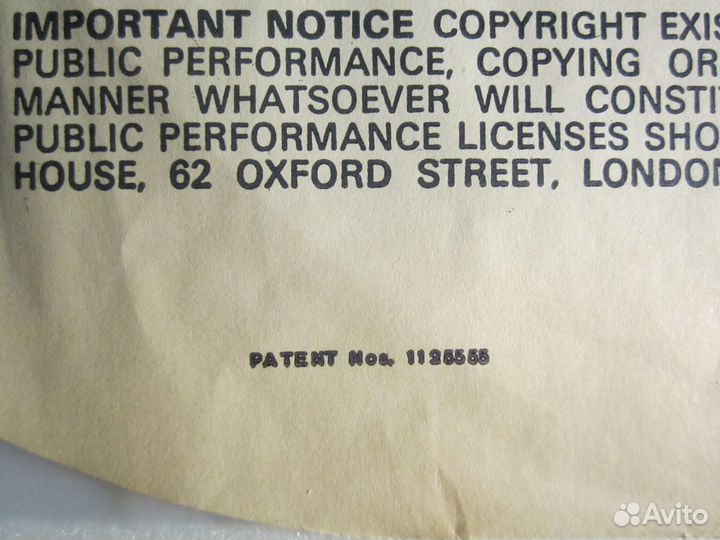 IMPORTANT NOTICE COPYRIGHT EXIS
PUBLIC PERFORMANCE, COPYING OR
MANNER WHATSOEVER WILL CONSTI
PUBLIC PERFORMANCE LICENSES SHO
HOUSE, 62 OXFORD STREET, LONDON
PATENT Nos. 1125555
Avito